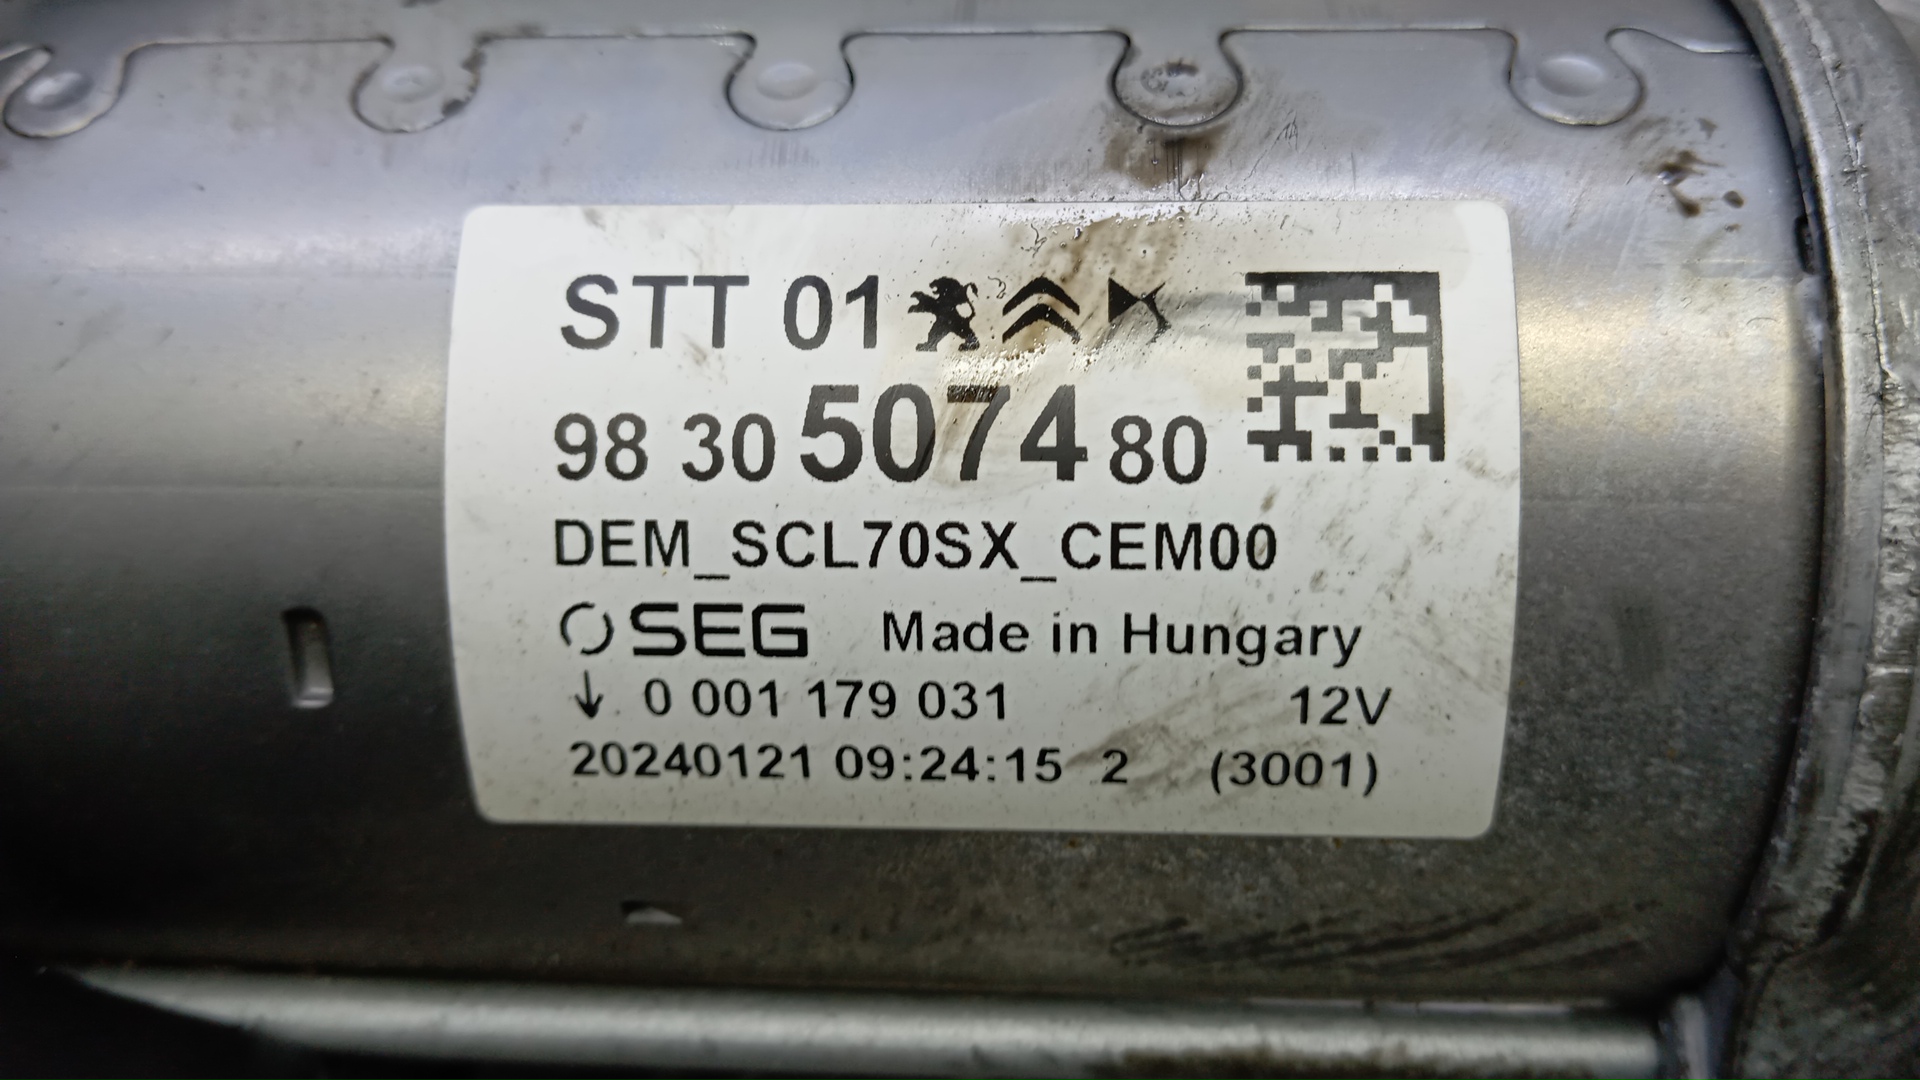 STT 01
98 30 5074 80
DEM_SCL70SX_CEM00
SEG Made in Hungary
↓ 0 001 179 031 12V
20240121 09:24:15 2 (3001)